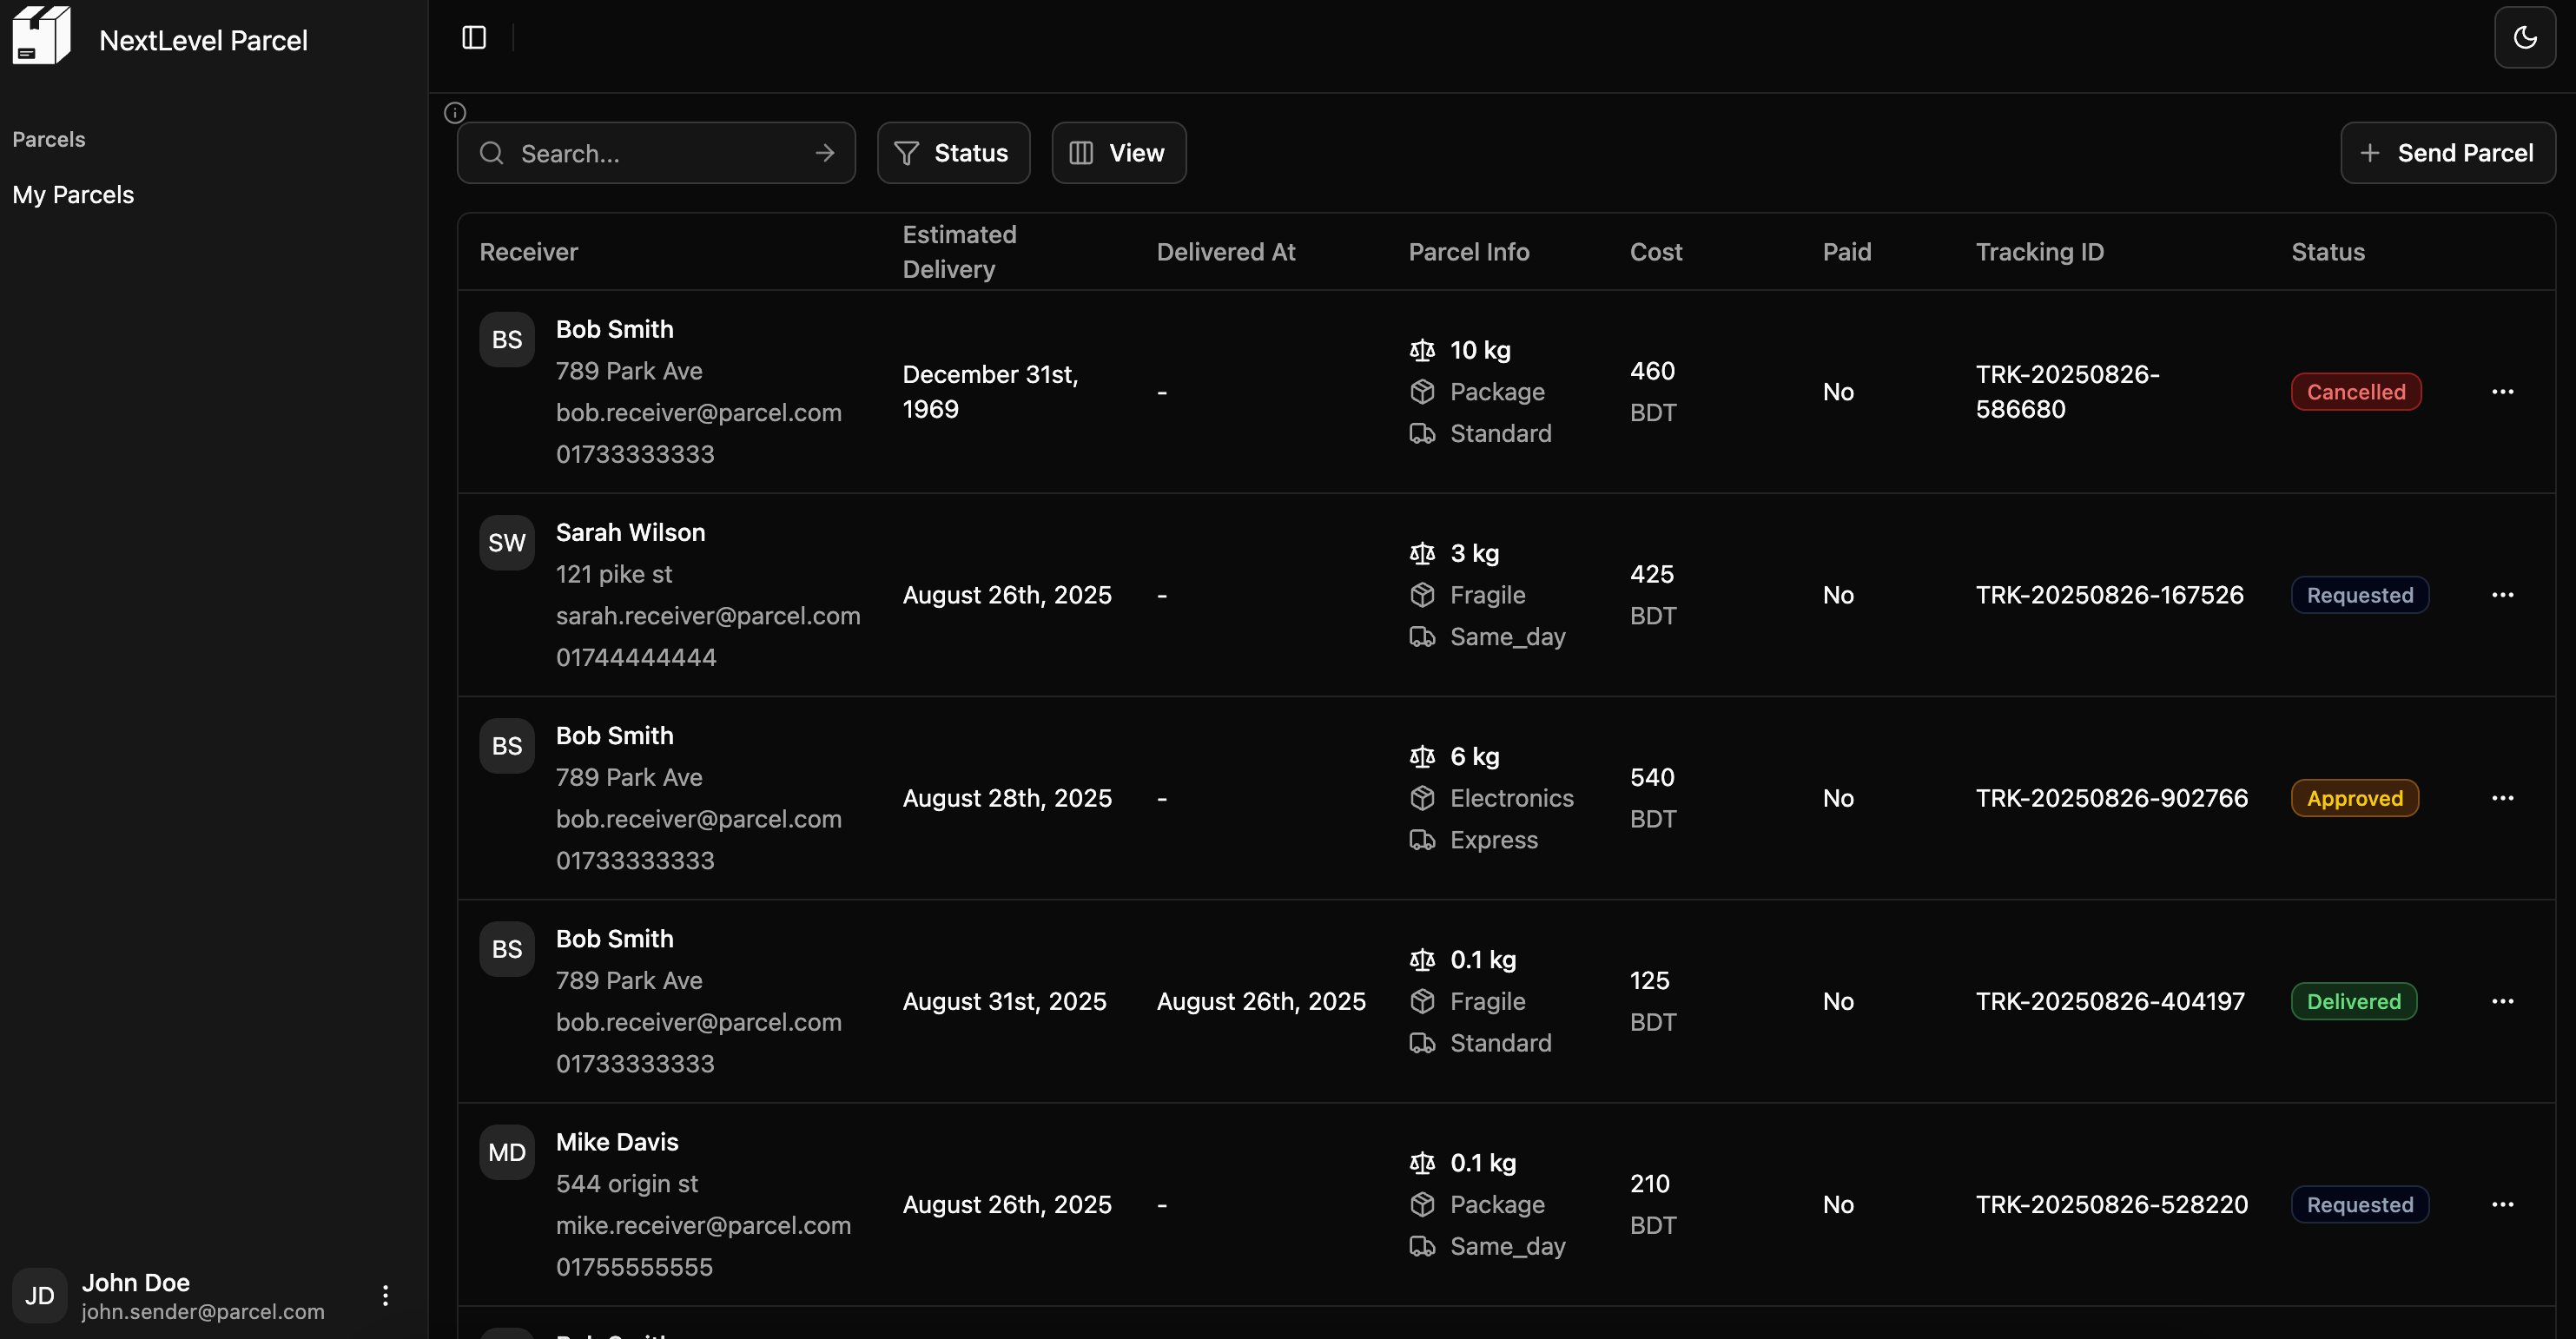 NextLevel Parcel
Parcels
My Parcels
Search...
Status
View
Send Parcel
Receiver
Estimated
Delivery
Delivered At
Parcel Info
Cost
Paid
Tracking ID
Status
BS
Bob Smith
789 Park Ave
bob.receiver@parcel.com
01733333333
December 31st,
1969
-
10 kg
Package
Standard
460
BDT
No
TRK-20250826-
586680
Cancelled
SW
Sarah Wilson
121 pike st
sarah.receiver@parcel.com
01744444444
August 26th, 2025
-
3 kg
Fragile
Same_day
425
BDT
No
TRK-20250826-167526
Requested
BS
Bob Smith
789 Park Ave
bob.receiver@parcel.com
01733333333
August 28th, 2025
-
6 kg
Electronics
Express
540
BDT
No
TRK-20250826-902766
Approved
BS
Bob Smith
789 Park Ave
bob.receiver@parcel.com
01733333333
August 31st, 2025
August 26th, 2025
0.1 kg
Fragile
Standard
125
BDT
No
TRK-20250826-404197
Delivered
MD
Mike Davis
544 origin st
mike.receiver@parcel.com
01755555555
August 26th, 2025
-
0.1 kg
Package
Same_day
210
BDT
No
TRK-20250826-528220
Requested
JD
John Doe
john.sender@parcel.com